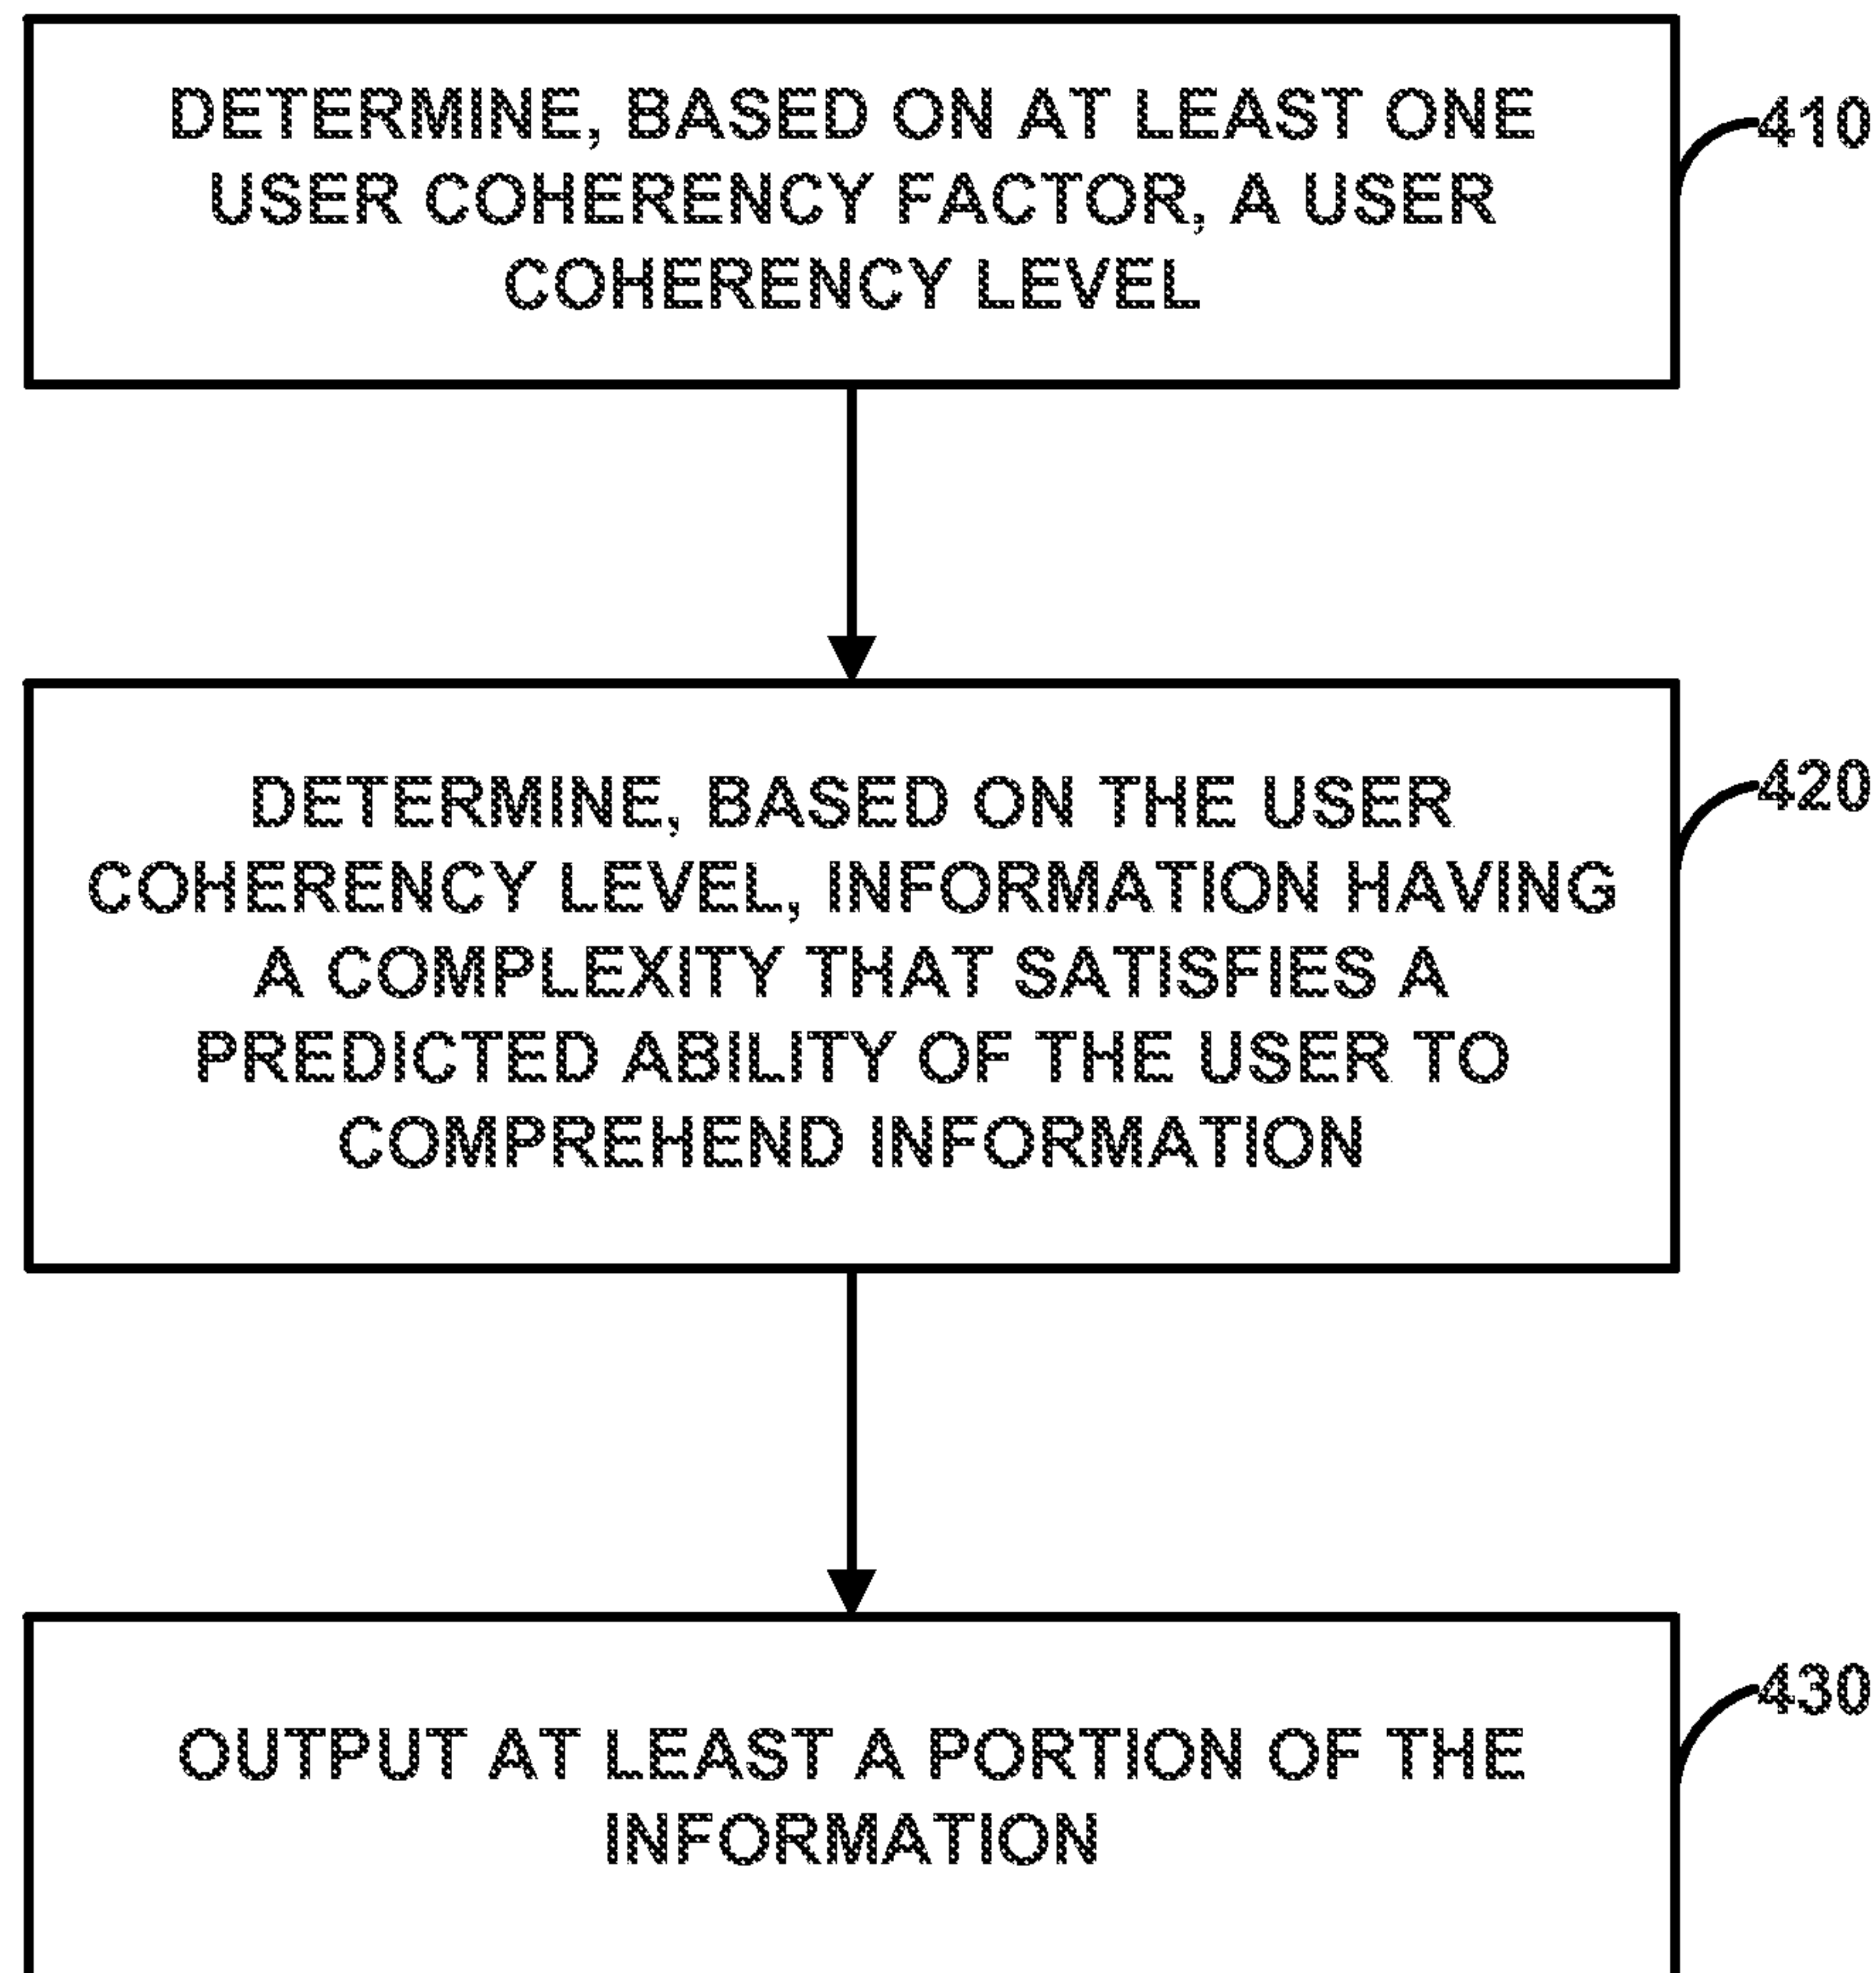 DETERMINE, BASED ON AT LEAST ONE
USER COHERENCY FACTOR, A USER
COHERENCY LEVEL
410
DETERMINE, BASED ON THE USER
COHERENCY LEVEL, INFORMATION HAVING
A COMPLEXITY THAT SATISFIES A
PREDICTED ABILITY OF THE USER TO
COMPREHEND INFORMATION
420
OUTPUT AT LEAST A PORTION OF THE
INFORMATION
430